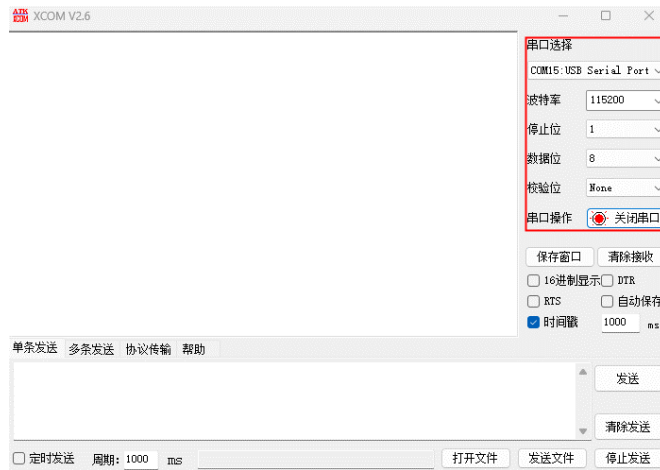 ATK XCOM XCOM V2.6
串口选择
COM15:USB Serial Port
波特率 115200
停止位 1
数据位 8
校验位 None
串口操作 关闭串口
保存窗口 清除接收
16进制显示 DTR
RTS 自动保存
时间戳 1000 ms
单条发送 多条发送 协议传输 帮助
发送
清除发送
定时发送 周期: 1000 ms 打开文件 发送文件 停止发送